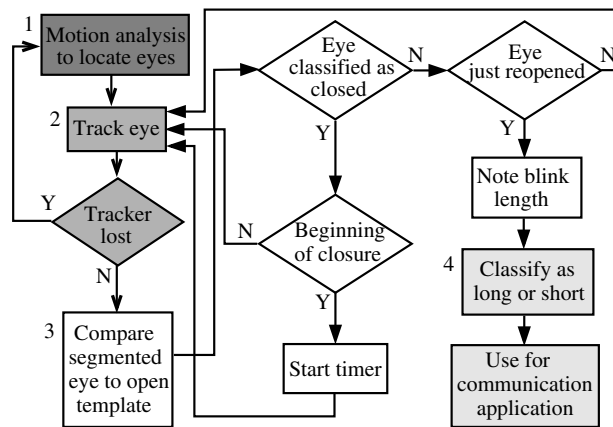 1
Motion analysis
to locate eyes
2
Track eye
Y
Tracker
lost
N
3
Compare
segmented
eye to open
template
Eye
classified as
closed
N
Y
N
Beginning
of closure
Y
Start timer
Eye
just reopened
N
Y
Note blink
length
4
Classify as
long or short
Use for
communication
application